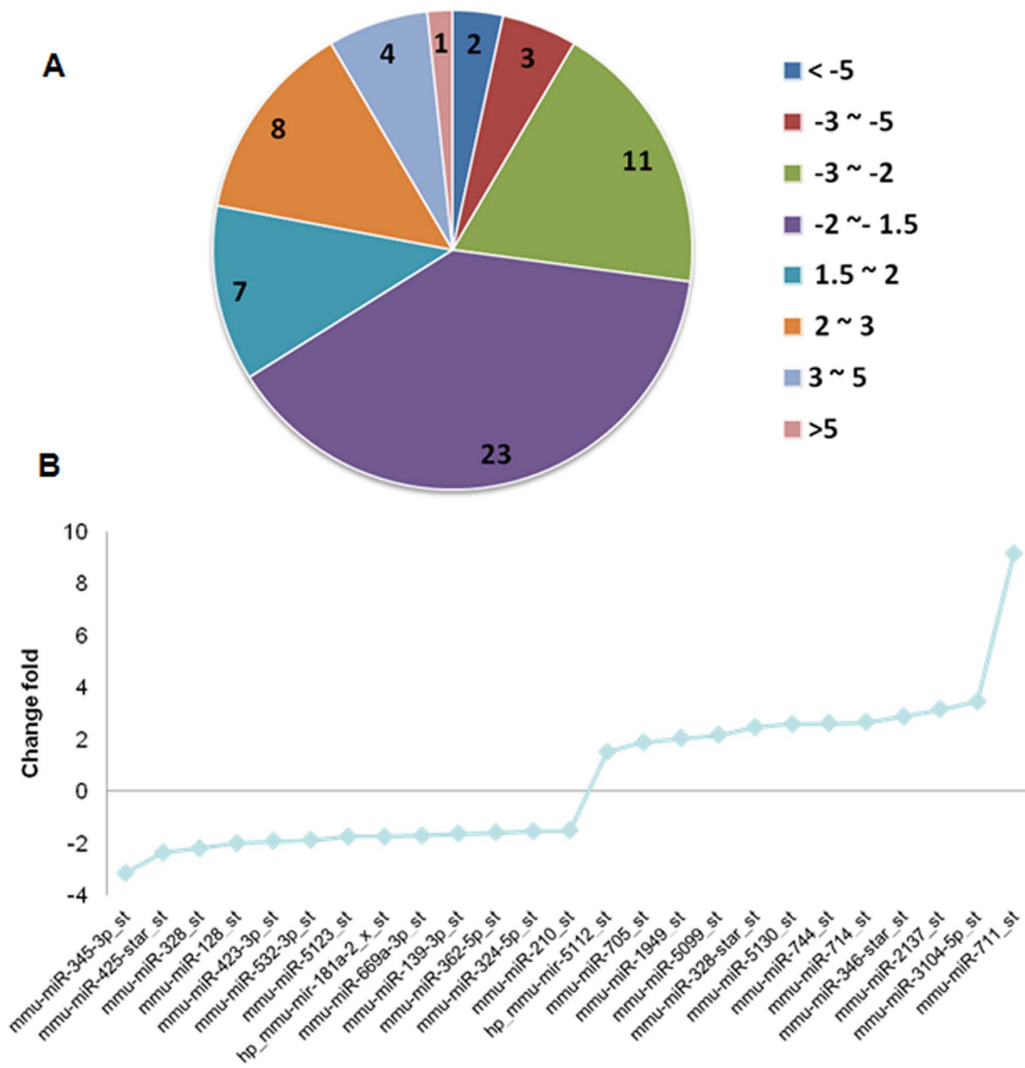 A
2
3
11
23
7
8
4
1
< -5
-3 ~ -5
-3 ~ -2
-2 ~- 1.5
1.5 ~ 2
2 ~ 3
3 ~ 5
>5
B
Change fold
10
8
6
4
2
0
-2
-4
mmu-miR-345-3p_st
mmu-miR-425-star_st
mmu-miR-328_st
mmu-miR-128_st
mmu-miR-423-3p_st
mmu-miR-532-3p_st
mmu-miR-5123_st
hp_mmu-mir-181a-2_x_st
mmu-miR-669a-3p_st
mmu-miR-139-3p_st
mmu-miR-362-5p_st
mmu-miR-324-5p_st
mmu-miR-210_st
hp_mmu-mir-5112_st
mmu-miR-705_st
mmu-miR-1949_st
mmu-miR-5099_st
mmu-miR-328-star_st
mmu-miR-5130_st
mmu-miR-744_st
mmu-miR-714_st
mmu-miR-346-star_st
mmu-miR-2137_st
mmu-miR-3104-5p_st
mmu-miR-711_st